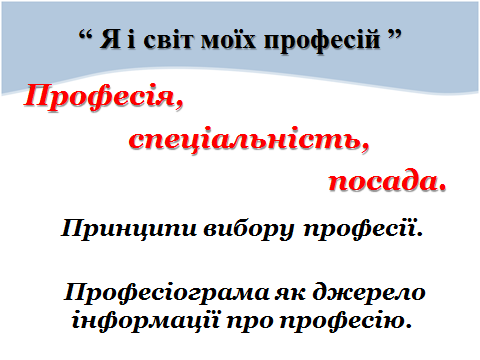 “ Я і світ моїх професій ”
Професія,
спеціальність,
посада.
Принципи вибору професії.
Професіограма як джерело
інформації про професію.